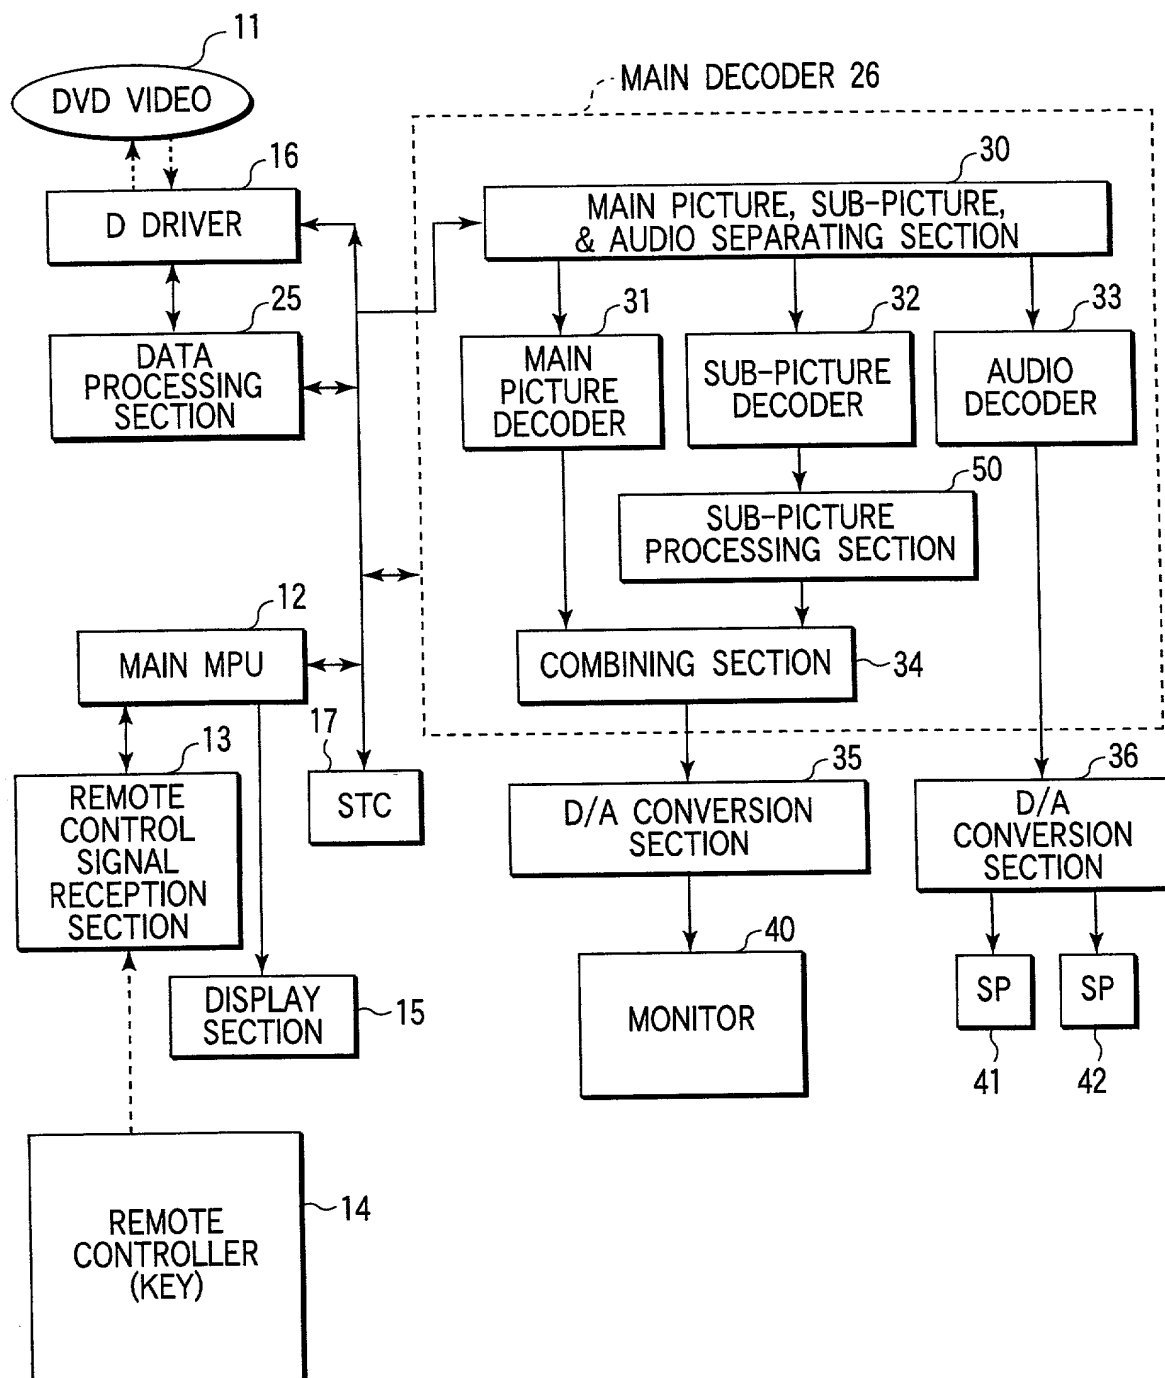 11
DVD VIDEO
MAIN DECODER 26
16
D DRIVER
30
MAIN PICTURE, SUB-PICTURE,
& AUDIO SEPARATING SECTION
25
DATA
PROCESSING
SECTION
31
MAIN
PICTURE
DECODER
32
SUB-PICTURE
DECODER
33
AUDIO
DECODER
50
SUB-PICTURE
PROCESSING SECTION
12
MAIN MPU
COMBINING SECTION
34
13
REMOTE
CONTROL
SIGNAL
RECEPTION
SECTION
17
STC
35
D/A CONVERSION
SECTION
36
D/A
CONVERSION
SECTION
DISPLAY
SECTION
15
40
MONITOR
SP
41
SP
42
REMOTE
CONTROLLER
(KEY)
14